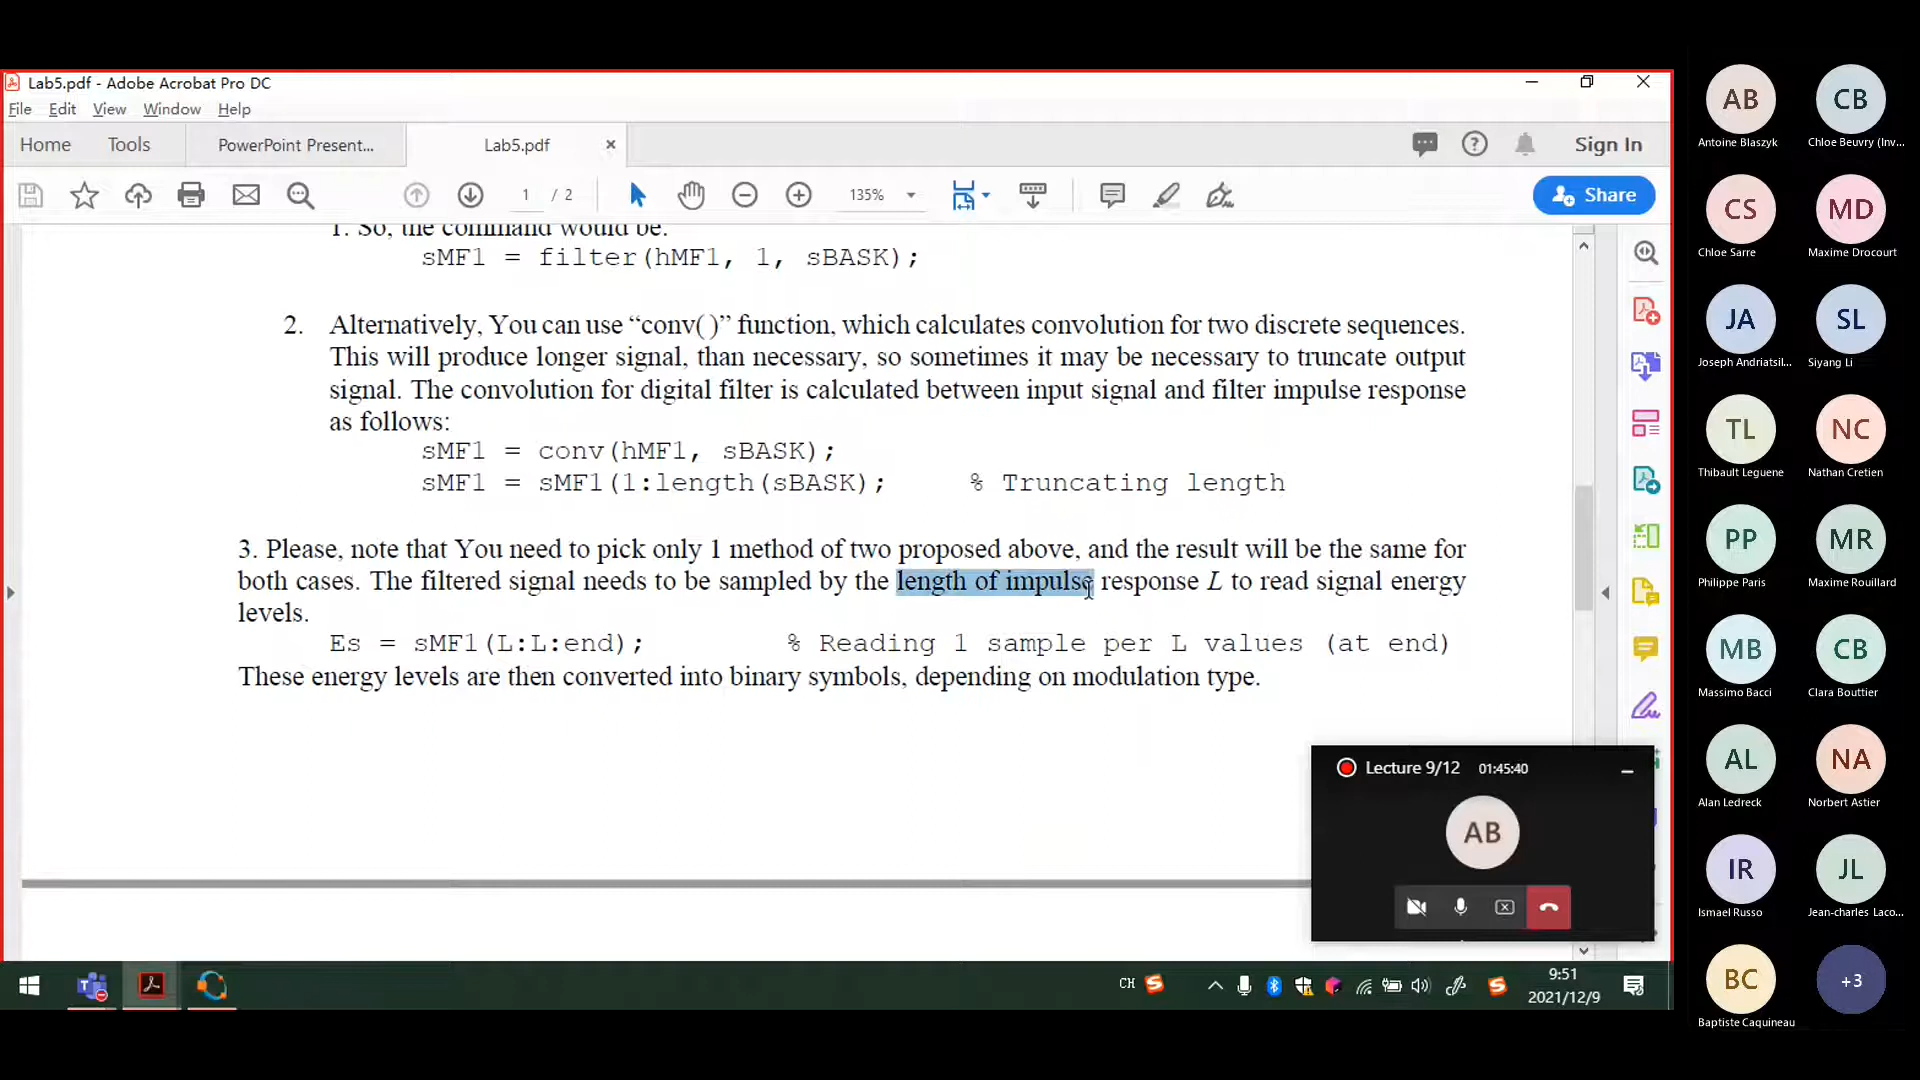 Lab5.pdf - Adobe Acrobat Pro DC
File Edit View Window Help
Home Tools PowerPoint Present... Lab5.pdf × Sign In
1 / 2 135% Share
1. So, the command would be:
sMF1 = filter(hMF1, 1, sBASK);
2. Alternatively, You can use “conv( )” function, which calculates convolution for two discrete sequences.
This will produce longer signal, than necessary, so sometimes it may be necessary to truncate output
signal. The convolution for digital filter is calculated between input signal and filter impulse response
as follows:
sMF1 = conv(hMF1, sBASK);
sMF1 = sMF1(1:length(sBASK); % Truncating length
3. Please, note that You need to pick only 1 method of two proposed above, and the result will be the same for
both cases. The filtered signal needs to be sampled by the length of impulse response L to read signal energy
levels.
Es = sMF1(L:L:end); % Reading 1 sample per L values (at end)
These energy levels are then converted into binary symbols, depending on modulation type.
Lecture 9/12 01:45:40
AB
CH
9:51
2021/12/9
AB CB
Antoine Blaszyk Chloe Beuvry (Inv...
CS MD
Chloe Sarre Maxime Drocourt
JA SL
Joseph Andriatsil... Siyang Li
TL NC
Thibault Leguene Nathan Cretien
PP MR
Philippe Paris Maxime Rouillard
MB CB
Massimo Bacci Clara Bouttier
AL NA
Alan Ledreck Norbert Astier
IR JL
Ismael Russo Jean-charles Laco...
BC +3
Baptiste Caquineau